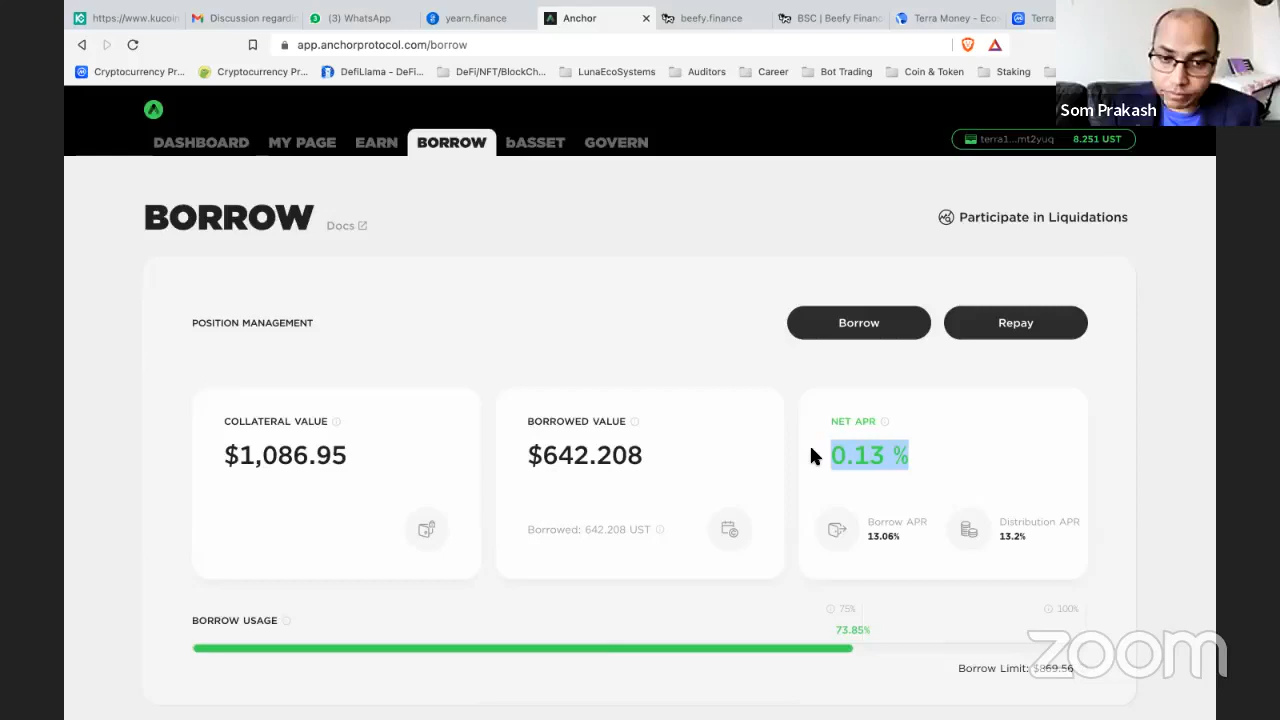 https://www.kucoin
Discussion regardin
(3) WhatsApp
yearn.finance
Anchor
beefy.finance
BSC | Beefy Financ
Terra Money - Ecos
Terra
app.anchorprotocol.com/borrow
Cryptocurrency Pr...
Cryptocurrency Pr...
DefiLlama - DeFi...
DeFi/NFT/BlockCh...
LunaEcoSystems
Auditors
Career
Bot Trading
Coin & Token
Staking
Som Prakash
DASHBOARD
MY PAGE
EARN
BORROW
bASSET
GOVERN
terra1...mt2yuq 8.251 UST
BORROW
Docs
Participate in Liquidations
POSITION MANAGEMENT
Borrow
Repay
COLLATERAL VALUE
$1,086.95
BORROWED VALUE
$642.208
Borrowed: 642.208 UST
NET APR
0.13 %
Borrow APR
13.06%
Distribution APR
13.2%
BORROW USAGE
75%
100%
73.85%
Borrow Limit: $869.56
zoom